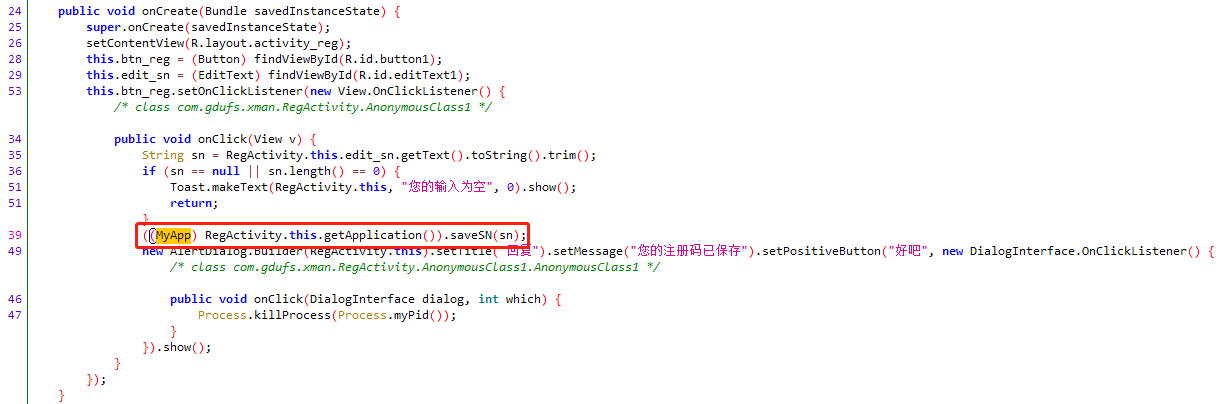 24 public void onCreate(Bundle savedInstanceState) {
25 super.onCreate(savedInstanceState);
26 setContentView(R.layout.activity_reg);
28 this.btn_reg = (Button) findViewById(R.id.button1);
29 this.edit_sn = (EditText) findViewById(R.id.editText1);
53 this.btn_reg.setOnClickListener(new View.OnClickListener() {
/* class com.gdufs.xman.RegActivity.AnonymousClass1 */
34 public void onClick(View v) {
35 String sn = RegActivity.this.edit_sn.getText().toString().trim();
36 if (sn == null || sn.length() == 0) {
51 Toast.makeText(RegActivity.this, "您的输入为空", 0).show();
51 return;
}
39 ((MyApp) RegActivity.this.getApplication()).saveSN(sn);
49 new AlertDialog.Builder(RegActivity.this).setTitle("回复").setMessage("您的注册码已保存").setPositiveButton("好吧", new DialogInterface.OnClickListener() {
/* class com.gdufs.xman.RegActivity.AnonymousClass1.AnonymousClass1 */
46 public void onClick(DialogInterface dialog, int which) {
47 Process.killProcess(Process.myPid());
}
}).show();
}
});
}